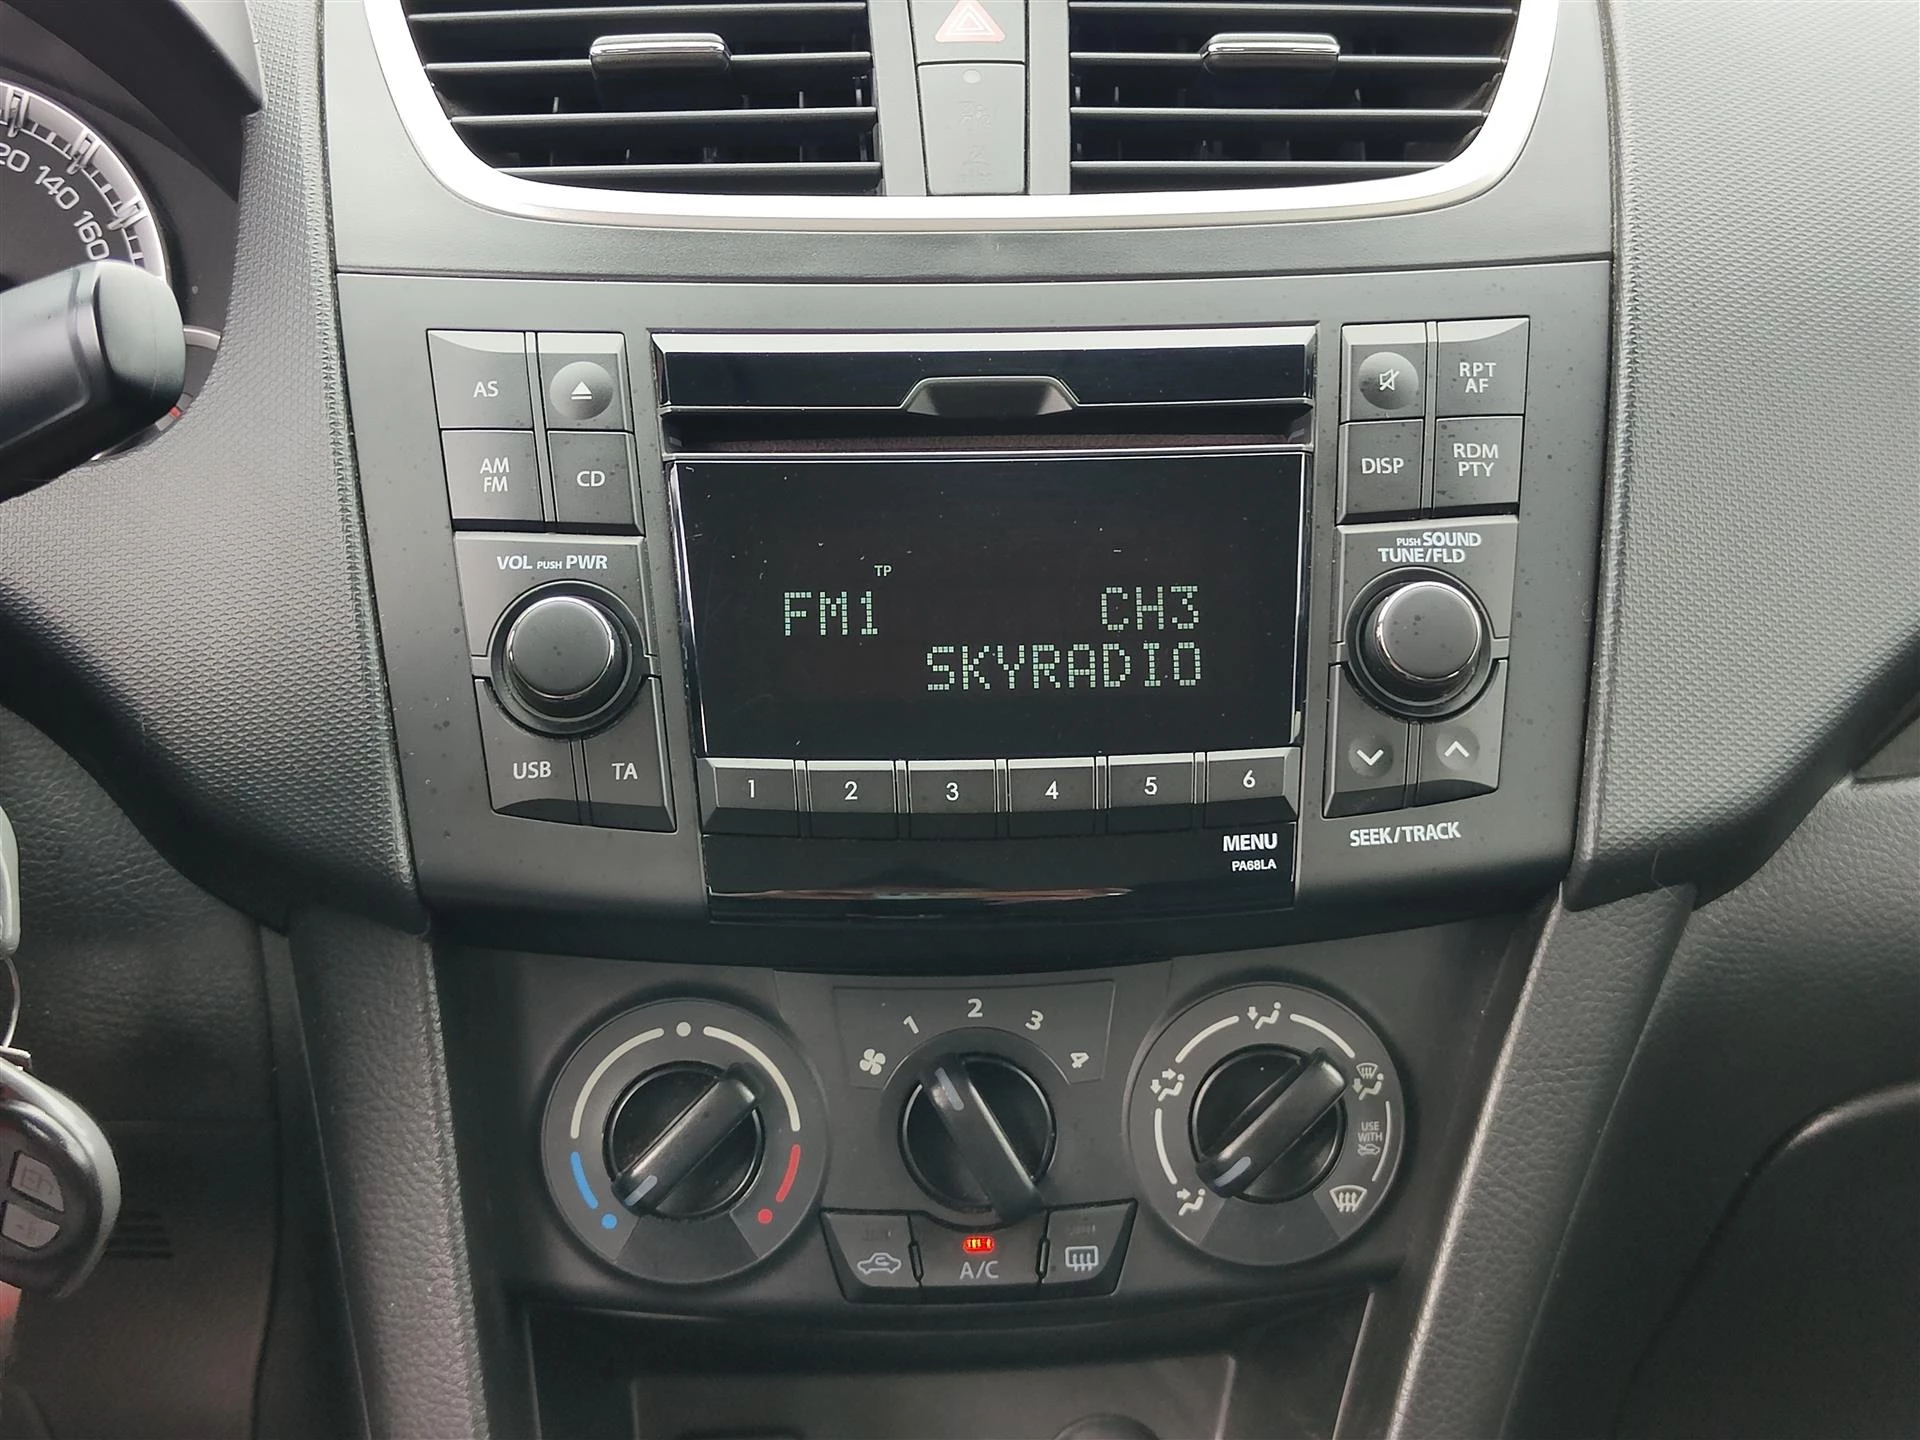 20
140
160
AS
AM
FM
CD
VOL PUSH PWR
USB
TA
TP
FM1
CH3
SKYRADIO
1
2
3
4
5
6
MENU
PA68LA
RPT
AF
DISP
RDM
PTY
PUSH SOUND
TUNE/FLD
SEEK/TRACK
1
2
3
4
A/C
USE
WITH